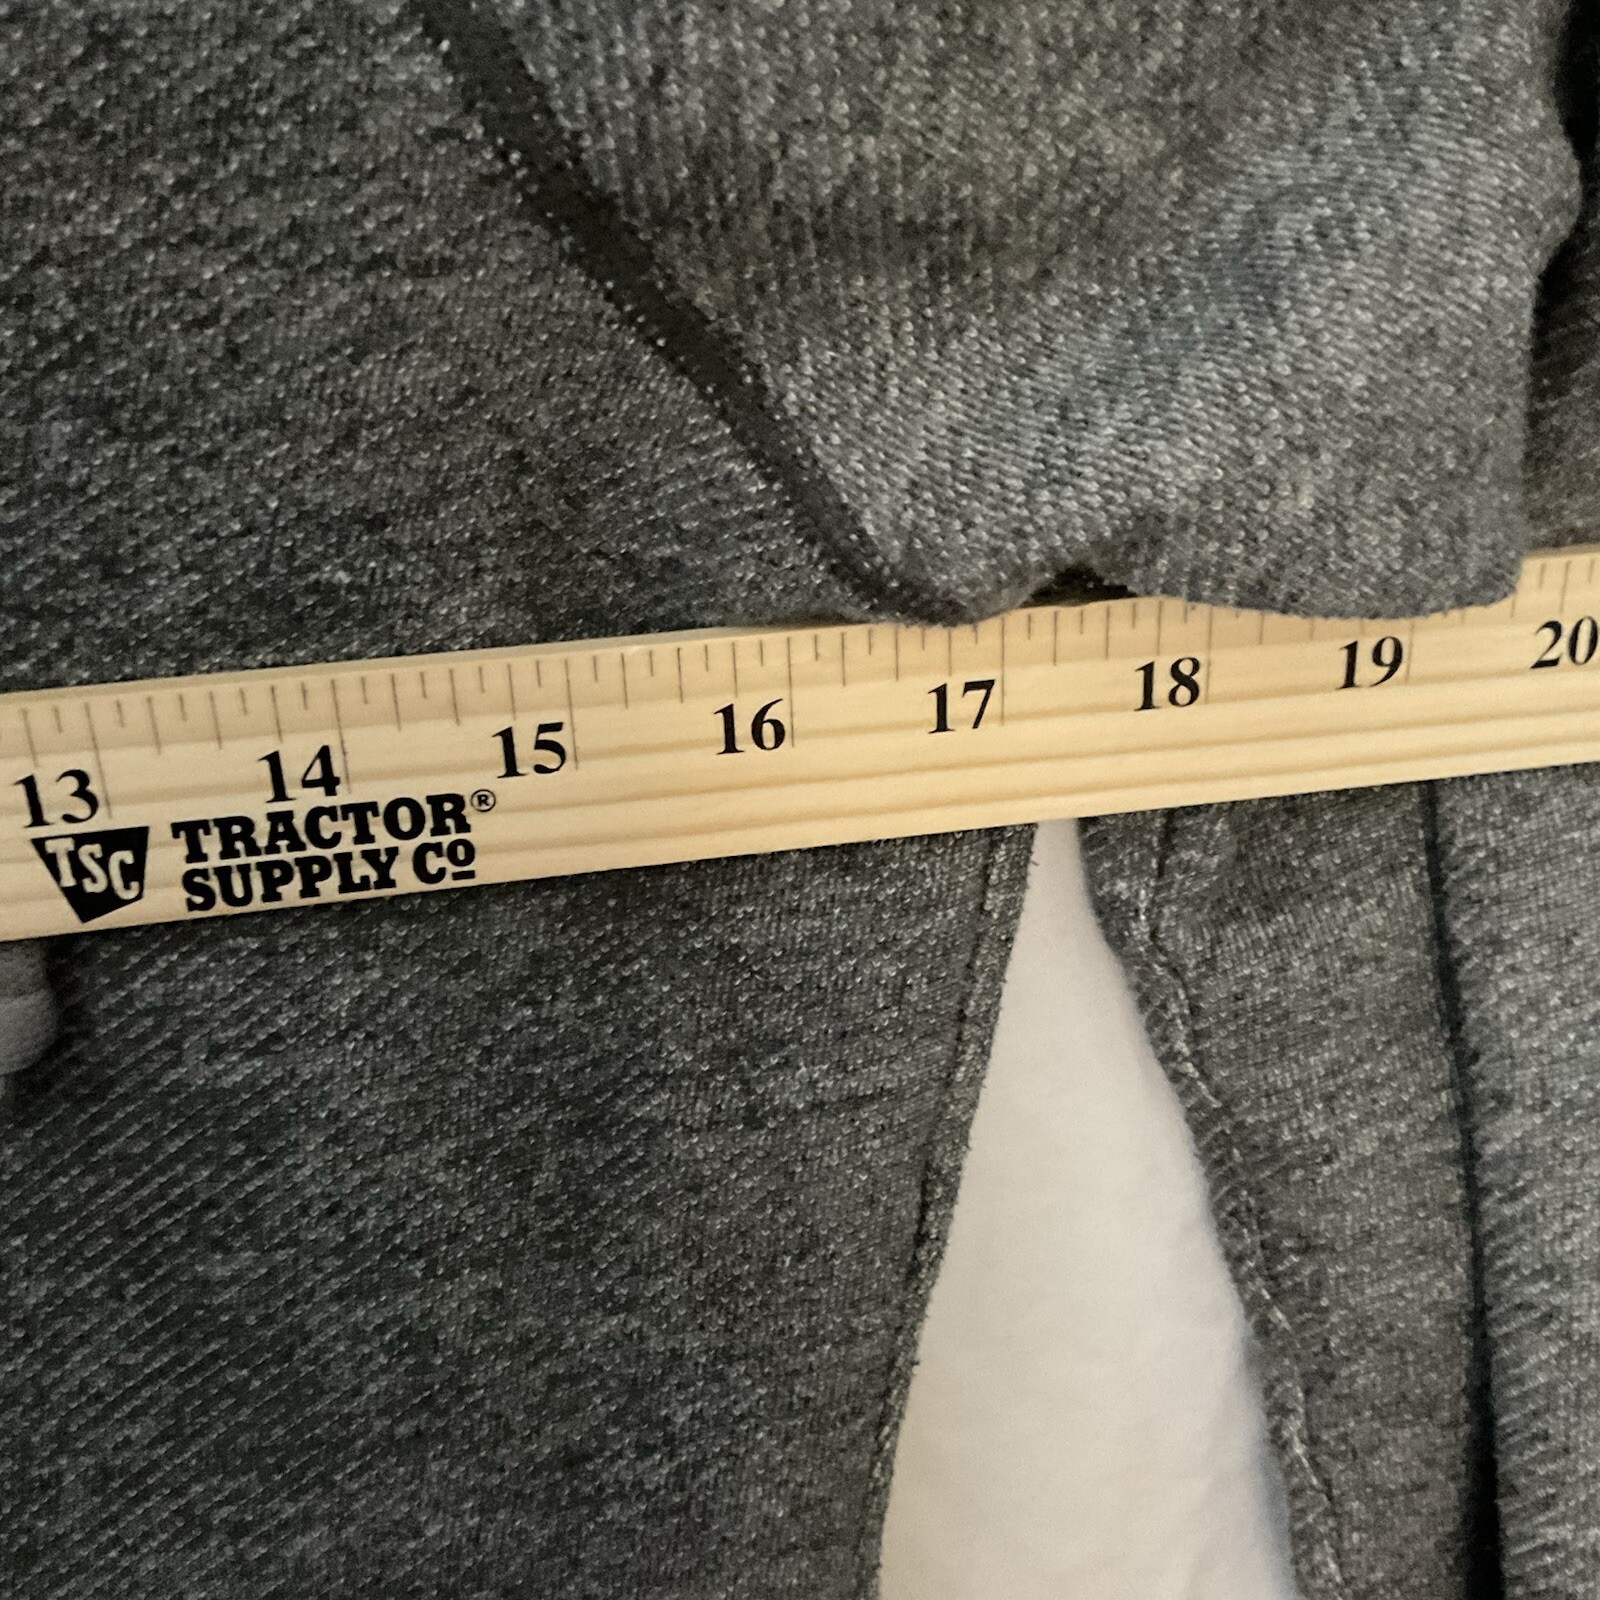 13 14 15 16 17 18 19 20
TSC TRACTOR®
SUPPLY Cº